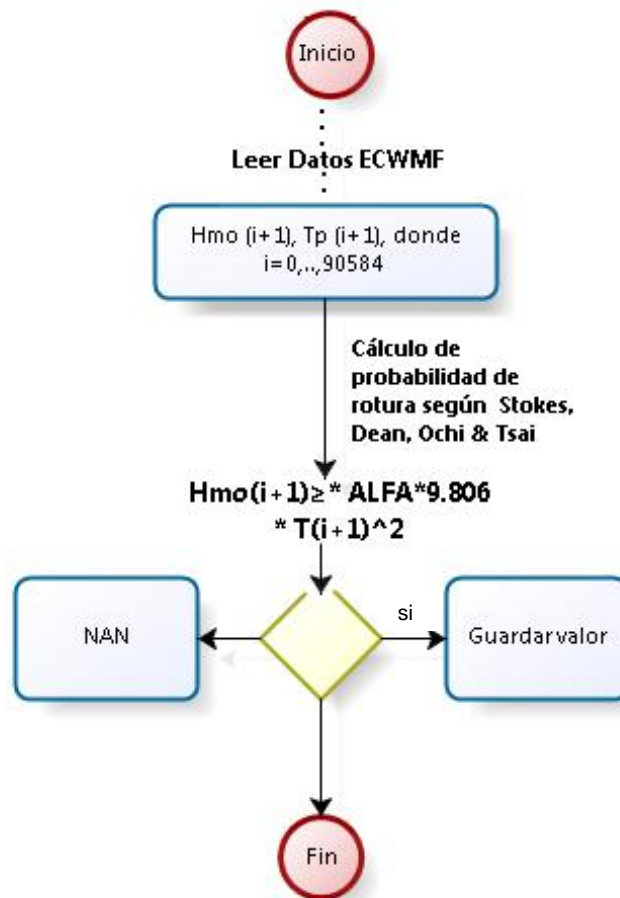 Inicio
Leer Datos ECWMF
Hmo (i+1), Tp (i+1), donde
i=0,..,90584
Cálculo de
probabilidad de
rotura según Stokes,
Dean, Ochi & Tsai
Hmo(i+1)≥* ALFA*9.806
* T(i+1)^2
NAN
si
Guardarvalor
Fin